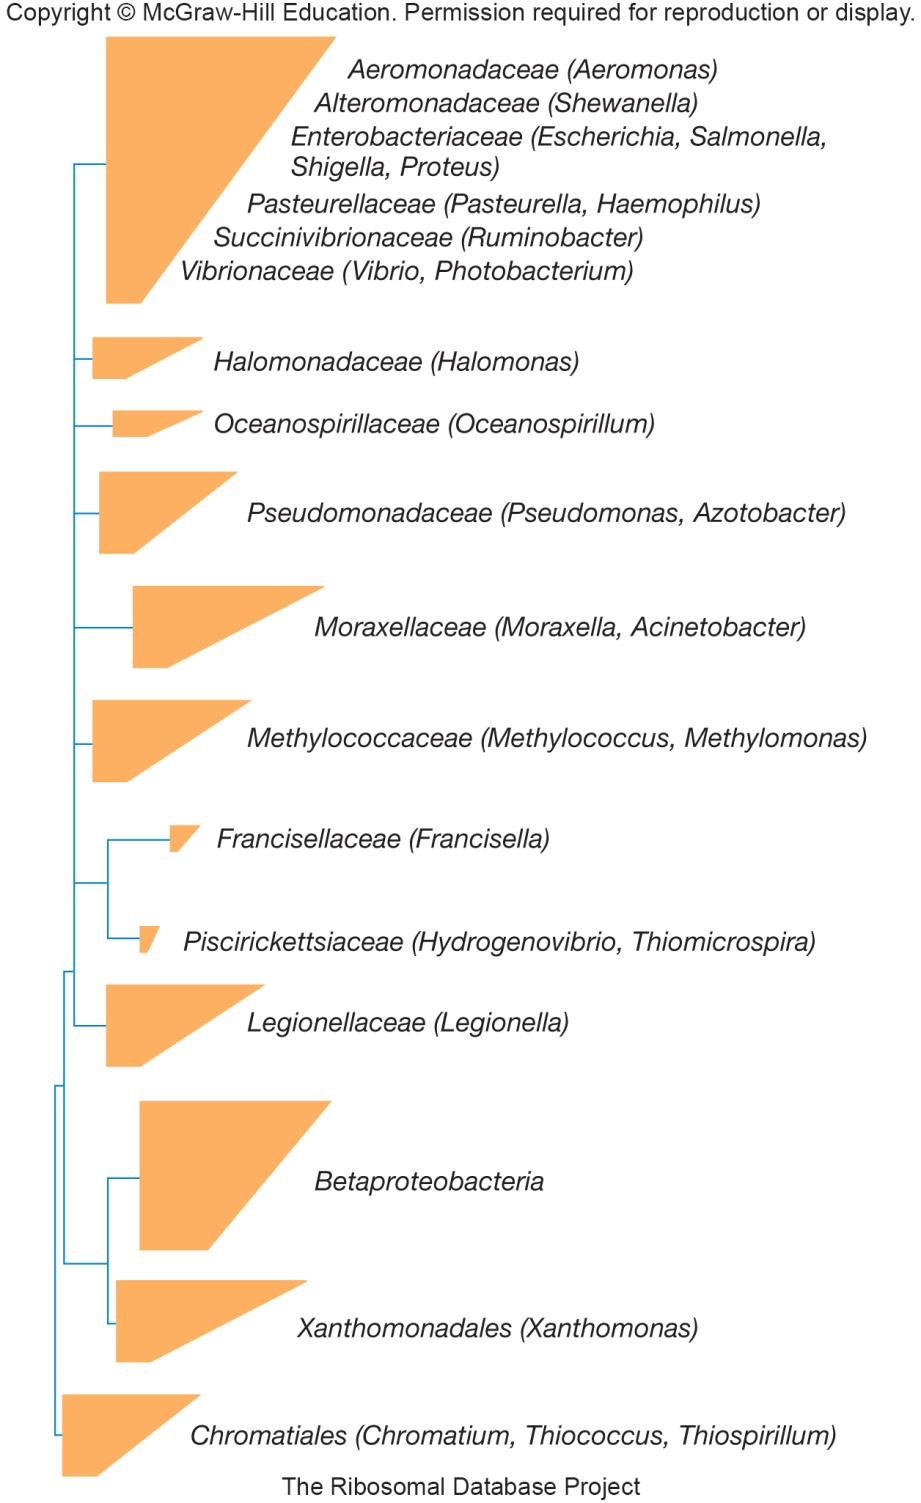 Copyright © McGraw-Hill Education. Permission required for reproduction or display.
Aeromonadaceae (Aeromonas)
Alteromonadaceae (Shewanella)
Enterobacteriaceae (Escherichia, Salmonella,
Shigella, Proteus)
Pasteurellaceae (Pasteurella, Haemophilus)
Succinivibrionaceae (Ruminobacter)
Vibrionaceae (Vibrio, Photobacterium)
Halomonadaceae (Halomonas)
Oceanospirillaceae (Oceanospirillum)
Pseudomonadaceae (Pseudomonas, Azotobacter)
Moraxellaceae (Moraxella, Acinetobacter)
Methylococcaceae (Methylococcus, Methylomonas)
Francisellaceae (Francisella)
Piscirickettsiaceae (Hydrogenovibrio, Thiomicrospira)
Legionellaceae (Legionella)
Betaproteobacteria
Xanthomonadales (Xanthomonas)
Chromatiales (Chromatium, Thiococcus, Thiospirillum)
The Ribosomal Database Project